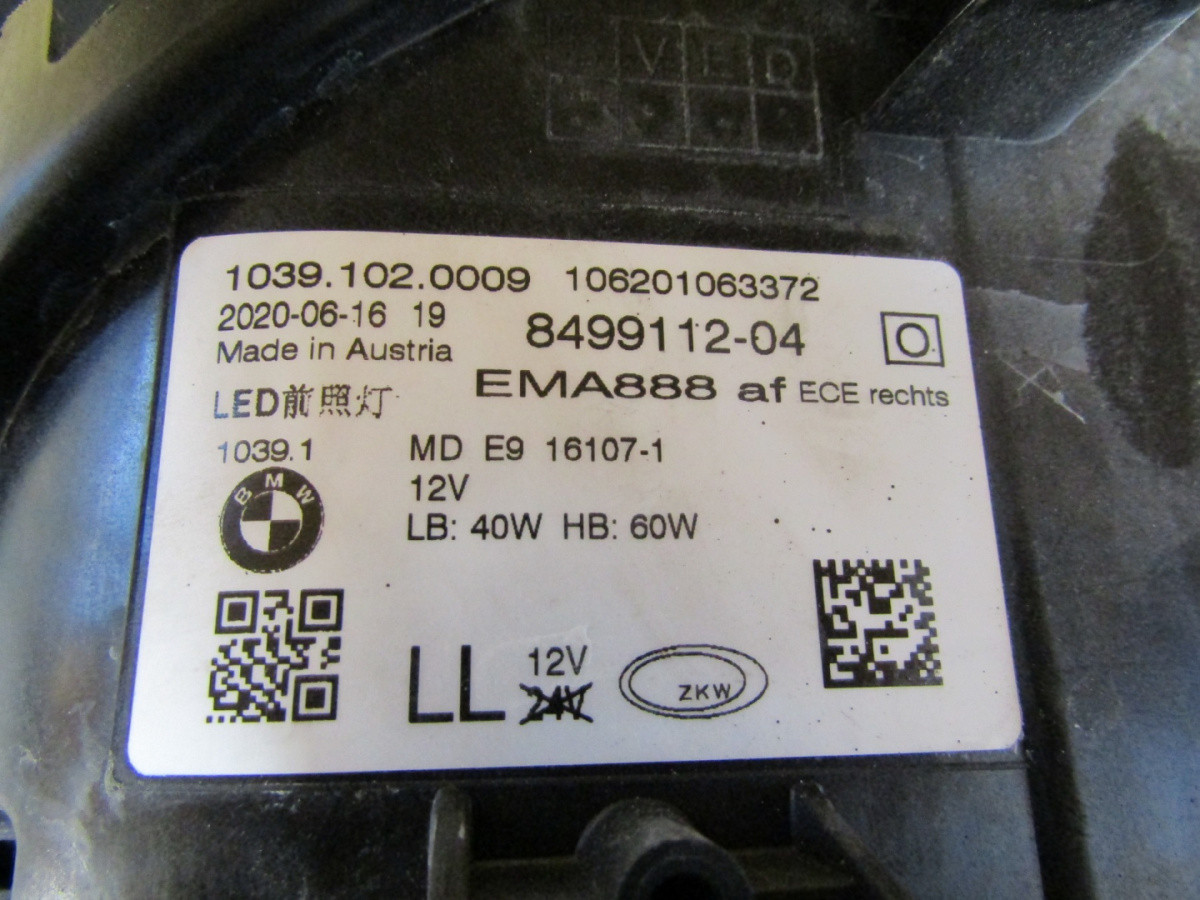 VED
1039.102.0009 106201063372
2020-06-16 19 8499112-04
Made in Austria
LED前照灯 EMA888 af ECE rechts
1039.1 MD E9 16107-1
12V
LB: 40W HB: 60W
BMW
LL 12V
24V
ZKW